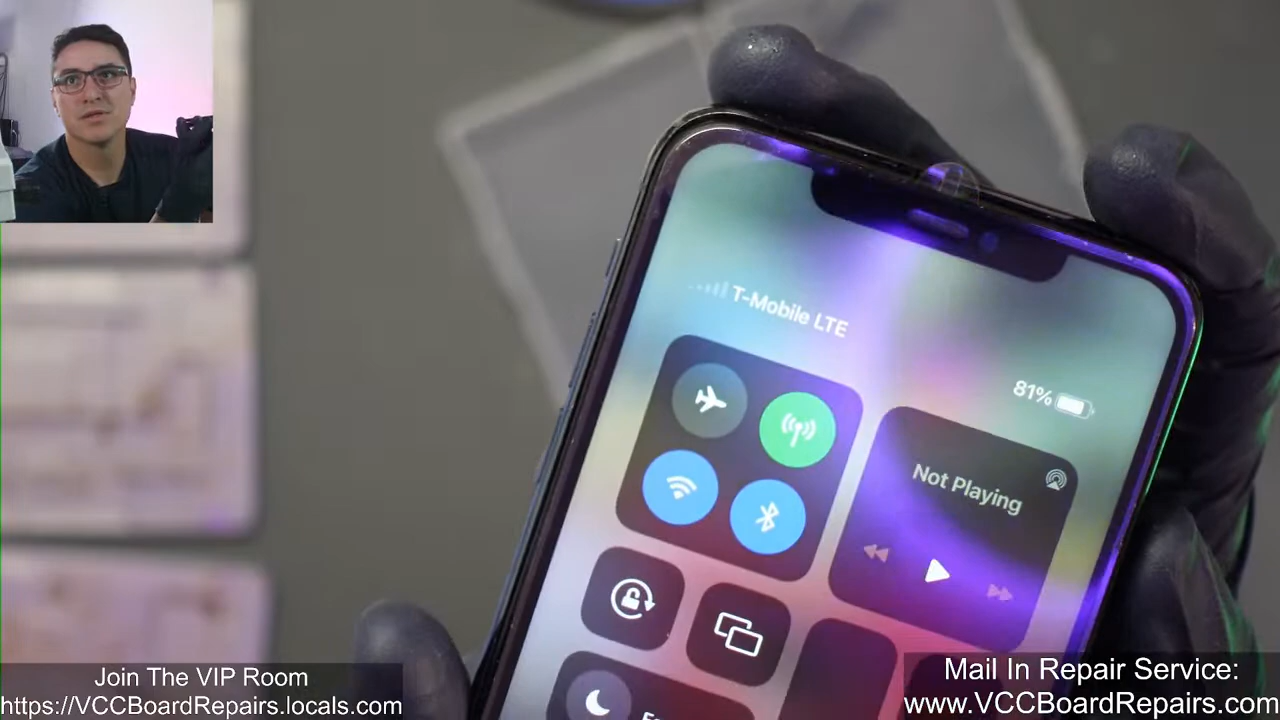 T-Mobile LTE
81%
Not Playing
Join The VIP Room
https://VCCBoardRepairs.locals.com
Mail In Repair Service:
www.VCCBoardRepairs.com